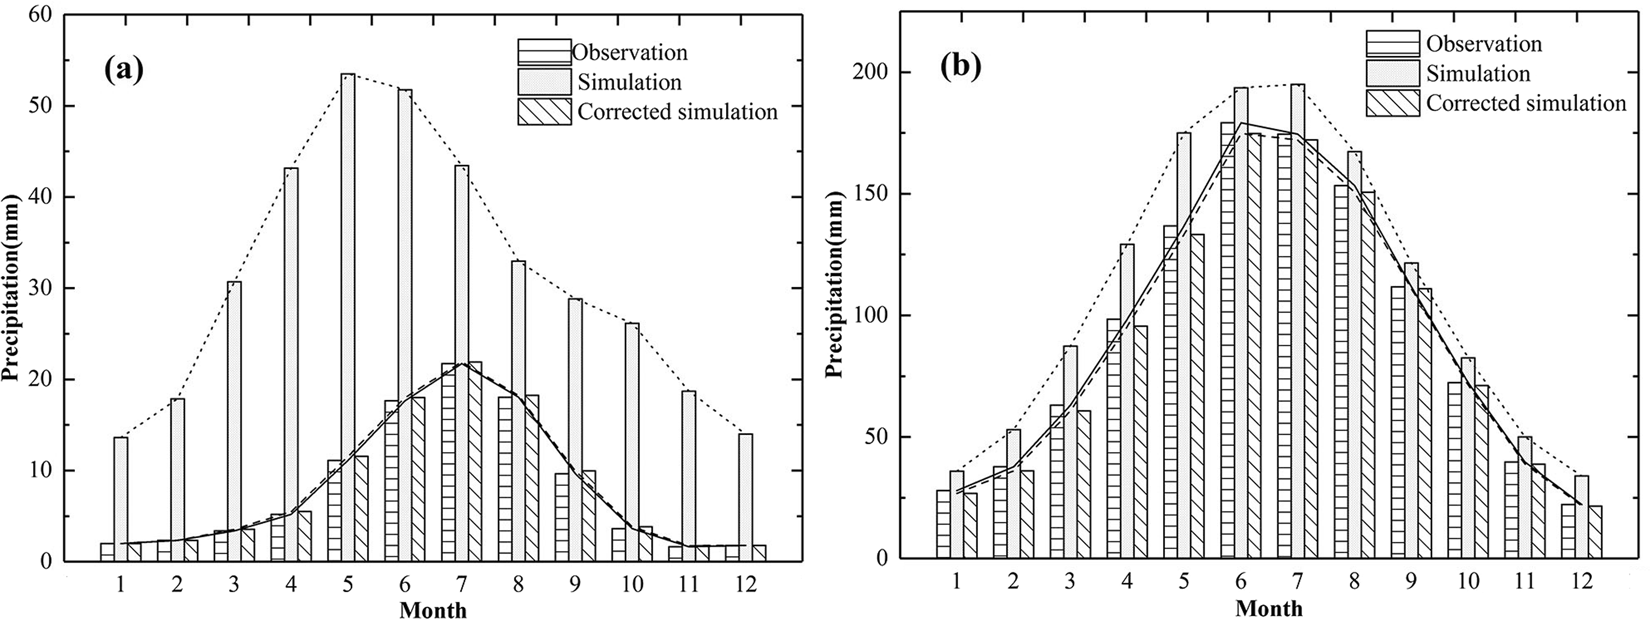 (a)
Observation
Simulation
Corrected simulation
Precipitation(mm)
60
50
40
30
20
10
0
1 2 3 4 5 6 7 8 9 10 11 12
Month
(b)
Observation
Simulation
Corrected simulation
Precipitation(mm)
200
150
100
50
0
1 2 3 4 5 6 7 8 9 10 11 12
Month